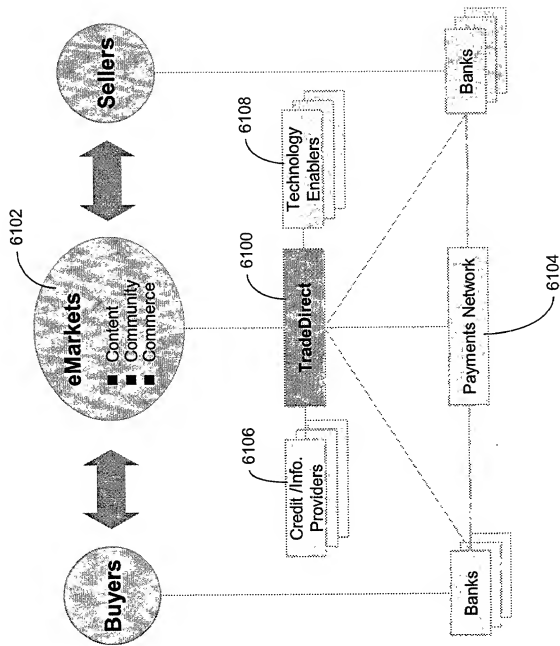 Buyers
6102
eMarkets
■ Content
■ Community
■ Commerce
Sellers
6106
Credit /Info.
Providers
6100
TradeDirect
6108
Technology
Enablers
Banks
Payments Network
6104
Banks